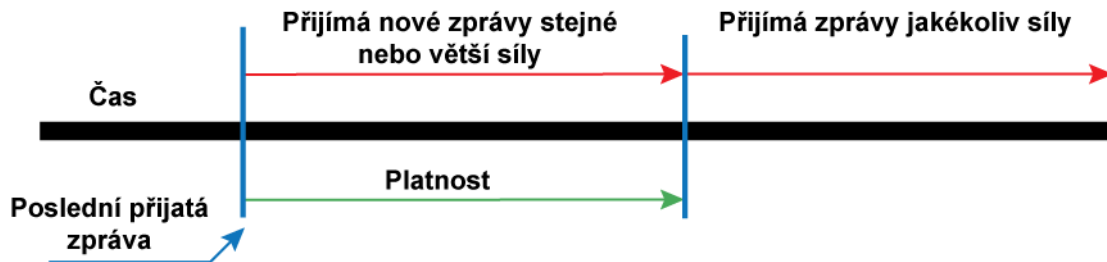 Přijímá nové zprávy stejné
nebo větší síly
Přijímá zprávy jakékoliv síly
Čas
Platnost
Poslední přijatá
zpráva